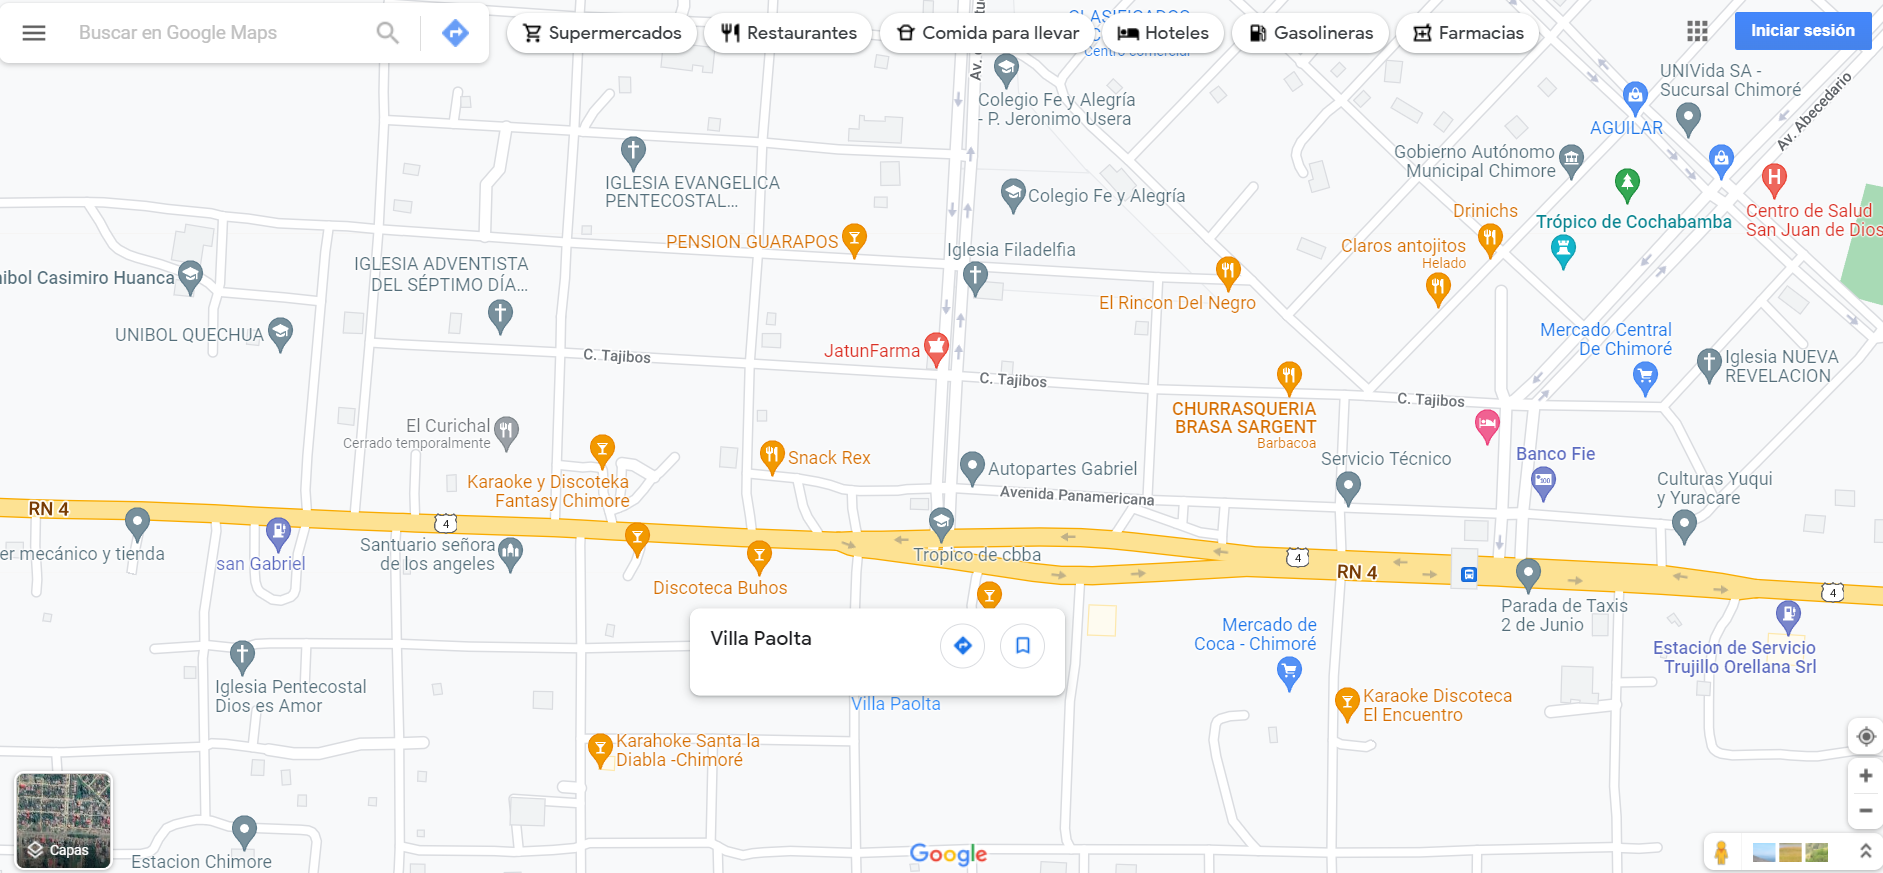 Buscar en Google Maps
Supermercados
Restaurantes
Comida para llevar
Hoteles
Gasolineras
Farmacias
Iniciar sesión
CLASIFICADOS
Centro comercial
Colegio Fe y Alegría
- P. Jeronimo Usera
UNIVida SA -
Sucursal Chimoré
Av. Abecedario
AGUILAR
Gobierno Autónomo
Municipal Chimore
IGLESIA EVANGELICA
PENTECOSTAL...
Colegio Fe y Alegría
Drinichs
Trópico de Cochabamba
Centro de Salud
San Juan de Dios
PENSION GUARAPOS
Iglesia Filadelfia
Claros antojitos
Helado
IGLESIA ADVENTISTA
DEL SÉPTIMO DÍA...
nibol Casimiro Huanca
El Rincon Del Negro
UNIBOL QUECHUA
Mercado Central
De Chimoré
JatunFarma
C. Tajibos
C. Tajibos
C. Tajibos
Iglesia NUEVA
REVELACION
CHURRASQUERIA
BRASA SARGENT
Barbacoa
El Curichal
Cerrado temporalmente
Snack Rex
Autopartes Gabriel
Servicio Técnico
Banco Fie
Culturas Yuqui
y Yuracare
Karaoke y Discoteka
Fantasy Chimore
Avenida Panamericana
RN 4
4
er mecánico y tienda
san Gabriel
Santuario señora
de los angeles
Tropico de cbba
4
RN 4
4
Discoteca Buhos
Parada de Taxis
2 de Junio
Villa Paolta
Mercado de
Coca - Chimoré
Estacion de Servicio
Trujillo Orellana Srl
Iglesia Pentecostal
Dios es Amor
Villa Paolta
Karaoke Discoteca
El Encuentro
Karahoke Santa la
Diabla -Chimoré
Capas
Estacion Chimore
Google